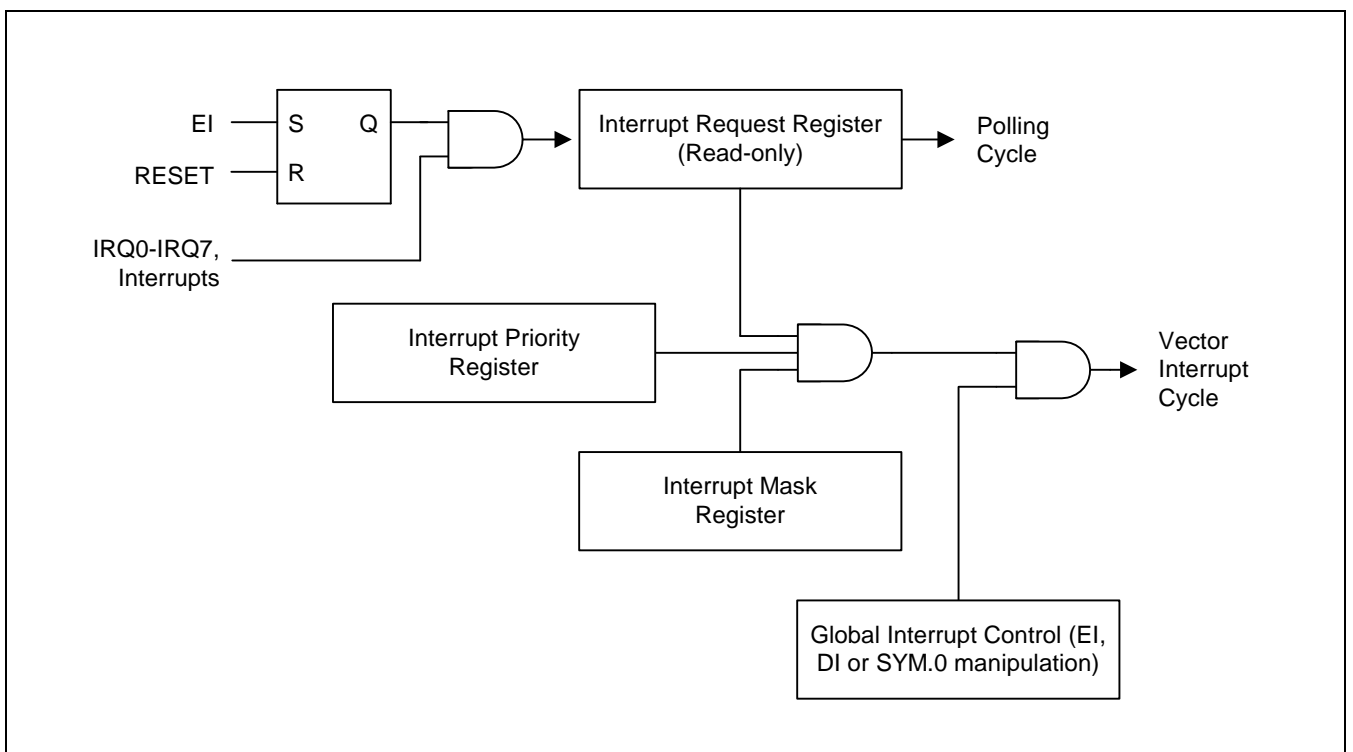 EI
S
Q
RESET
R
IRQ0-IRQ7,
Interrupts
Interrupt Request Register
(Read-only)
Polling
Cycle
Interrupt Priority
Register
Vector
Interrupt
Cycle
Interrupt Mask
Register
Global Interrupt Control (EI,
DI or SYM.0 manipulation)